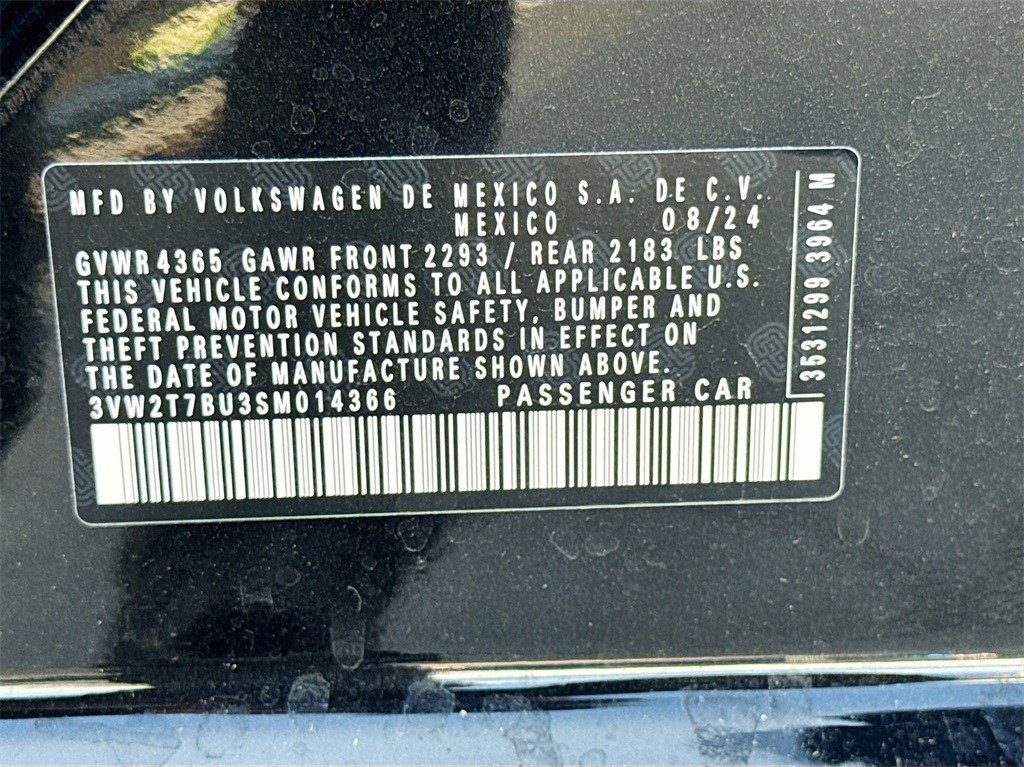 MFD BY VOLKSWAGEN DE MEXICO S.A. DE C.V..
MEXICO 08/24
GVWR 4365 GAWR FRONT 2293 / REAR 2183 LBS
THIS VEHICLE CONFORMS TO ALL APPLICABLE U.S.
FEDERAL MOTOR VEHICLE SAFETY, BUMPER AND
THEFT PREVENTION STANDARDS IN EFFECT ON
THE DATE OF MANUFACTURE SHOWN ABOVE.
3VW2T7BU3SM014366 PASSENGER CAR
3531299 3964 M